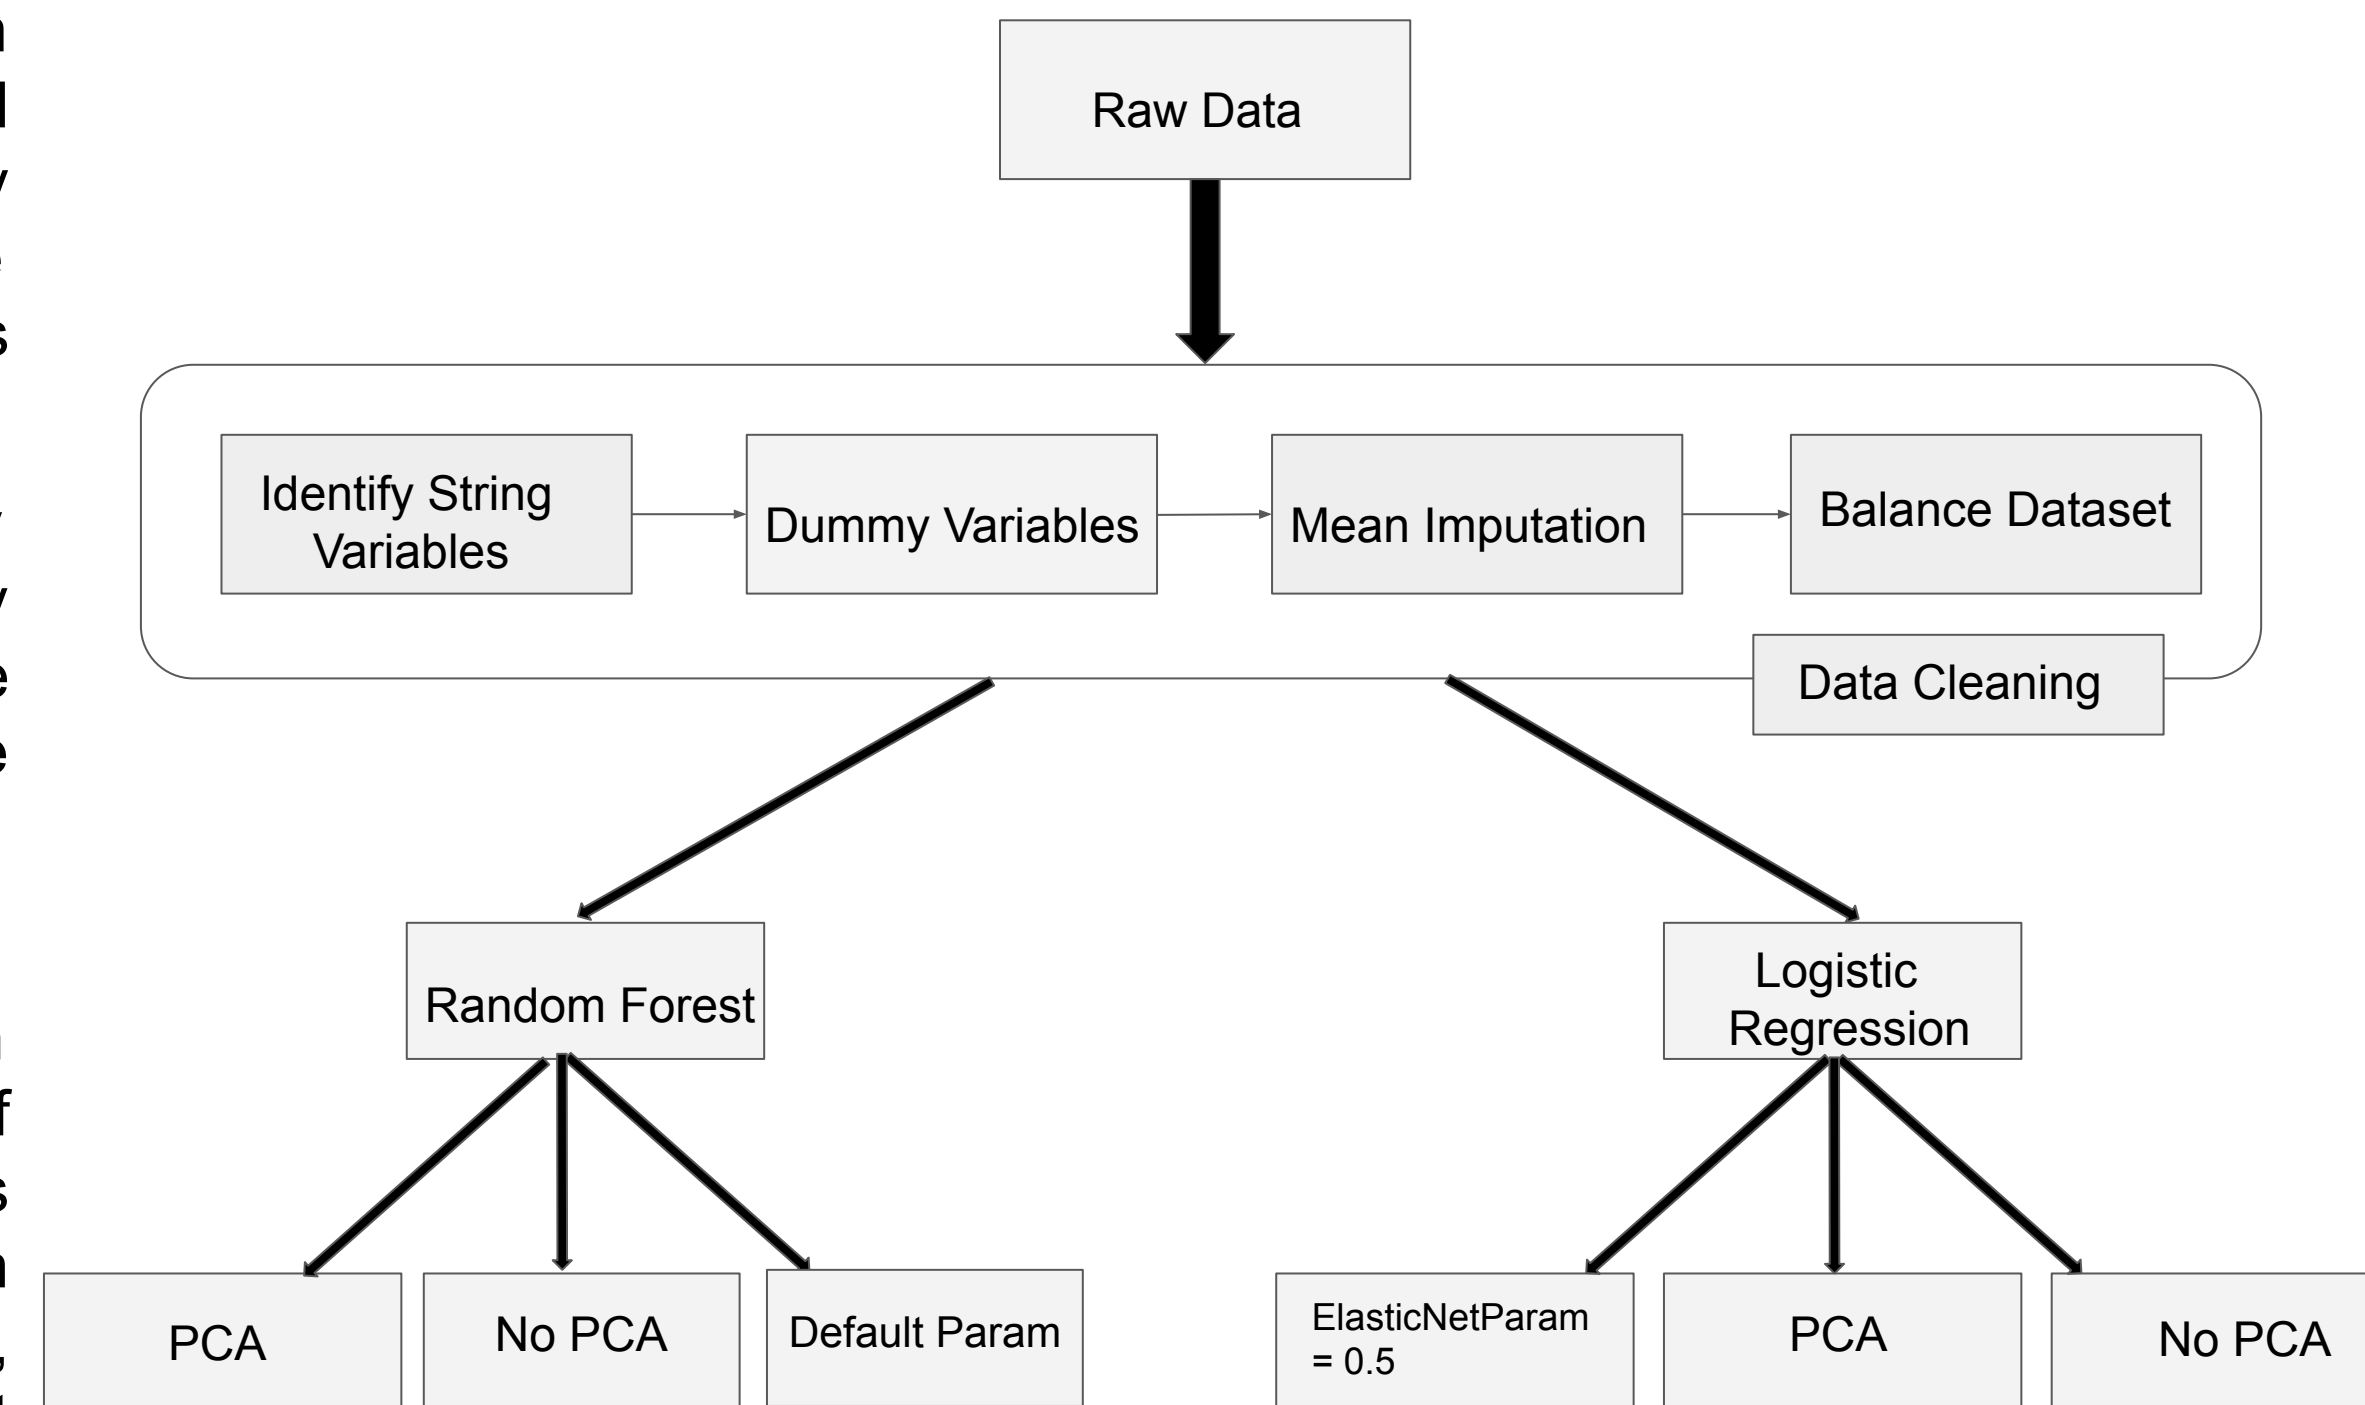 Raw Data
Identify String
Variables
Dummy Variables
Mean Imputation
Balance Dataset
Data Cleaning
Random Forest
Logistic
Regression
PCA
No PCA
Default Param
ElasticNetParam
= 0.5
PCA
No PCA